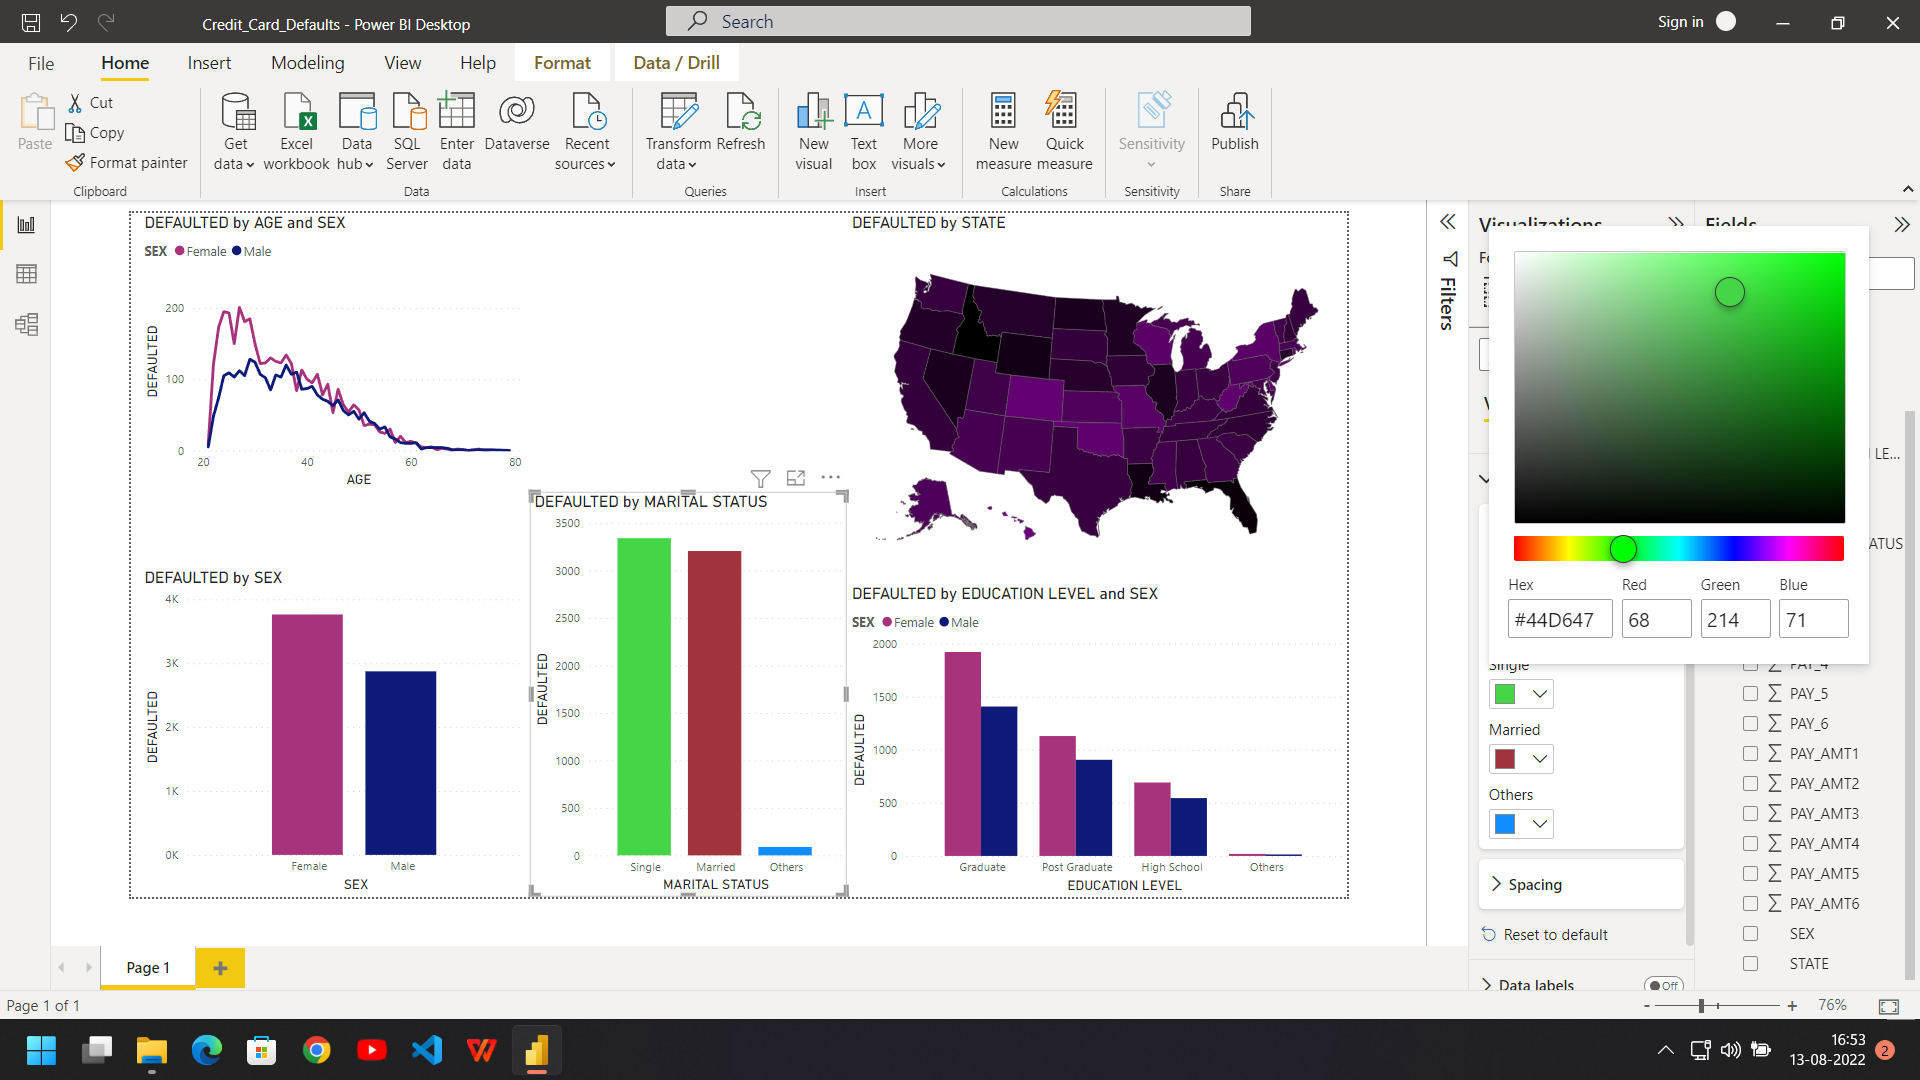 Credit_Card_Defaults - Power BI Desktop
Search
Sign in
File Home Insert Modeling View Help Format Data / Drill
Paste
Cut
Copy
Format painter
Clipboard
Get data
Excel workbook
Data hub
SQL Server
Enter data
Dataverse
Recent sources
Data
Transform data
Refresh
Queries
New visual
Text box
More visuals
Insert
New measure
Quick measure
Calculations
Sensitivity
Sensitivity
Publish
Share
DEFAULTED by AGE and SEX
SEX Female Male
200
100
0
DEFAULTED
20 40 60 80
AGE
DEFAULTED by STATE
DEFAULTED by SEX
4K
3K
2K
1K
0K
DEFAULTED
Female Male
SEX
DEFAULTED by MARITAL STATUS
3500
3000
2500
2000
1500
1000
500
0
DEFAULTED
Single Married Others
MARITAL STATUS
DEFAULTED by EDUCATION LEVEL and SEX
SEX Female Male
2000
1500
1000
500
0
DEFAULTED
Graduate Post Graduate High School Others
EDUCATION LEVEL
Filters
Visualizations
Fields
Hex Red Green Blue
#44D647 68 214 71
Single
Married
Others
Spacing
Reset to default
Data labels Off
LE...
ATUS
PAY_4
PAY_5
PAY_6
PAY_AMT1
PAY_AMT2
PAY_AMT3
PAY_AMT4
PAY_AMT5
PAY_AMT6
SEX
STATE
Page 1
Page 1 of 1
- + 76%
16:53
13-08-2022
2